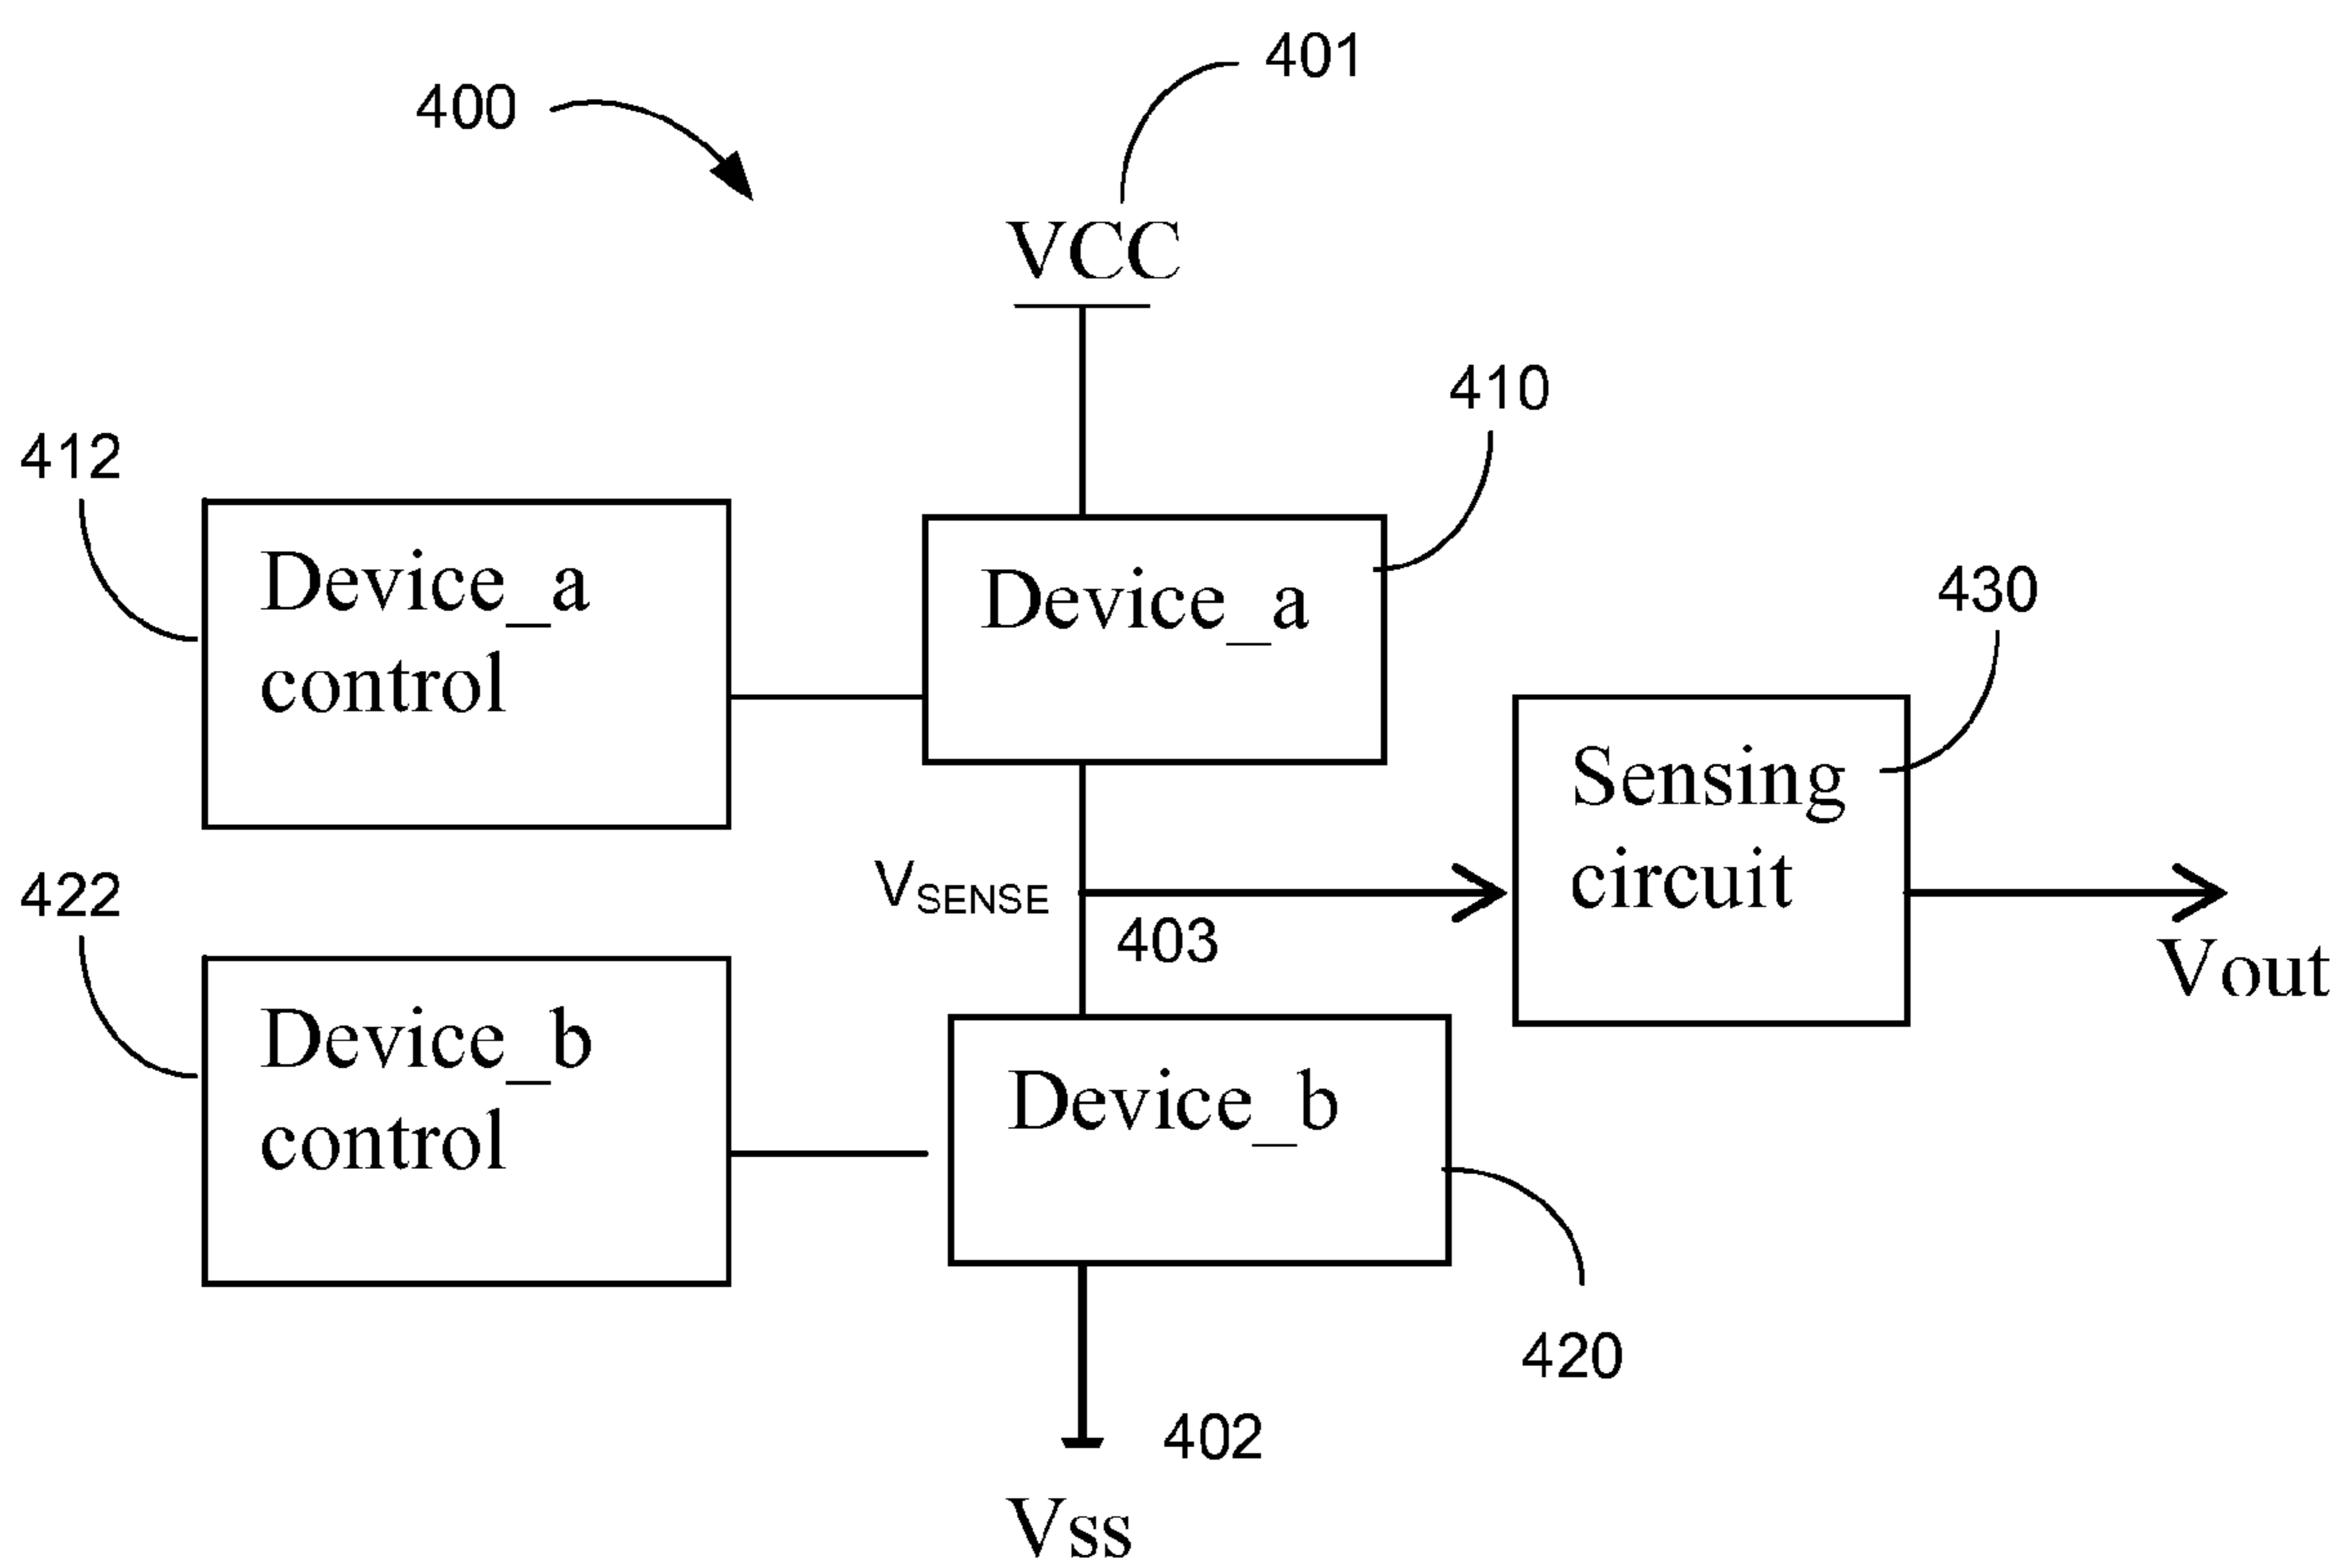 401
400
VCC
410
412
Device_a
control
Device_a
430
Sensing
circuit
422
VSENSE
403
Vout
Device_b
control
Device_b
420
402
Vss